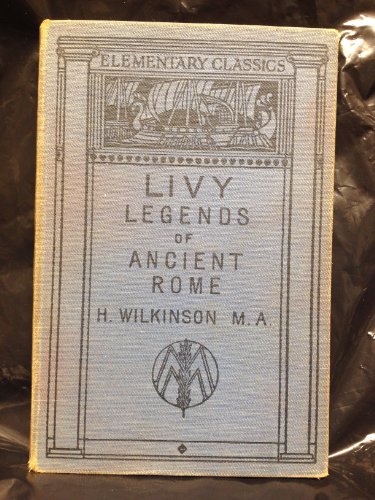 ELEMENTARY CLASSICS
LIVY
LEGENDS
OF
ANCIENT
ROME
H. WILKINSON M.A.